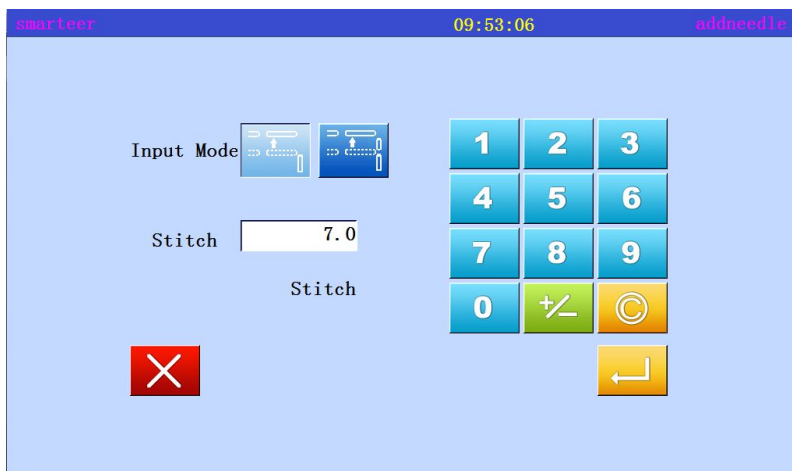 smarteer 09:53:06 addneedle
Input Mode
1 2 3
4 5 6
Stitch 7.0
7 8 9
Stitch
0 +/- ©